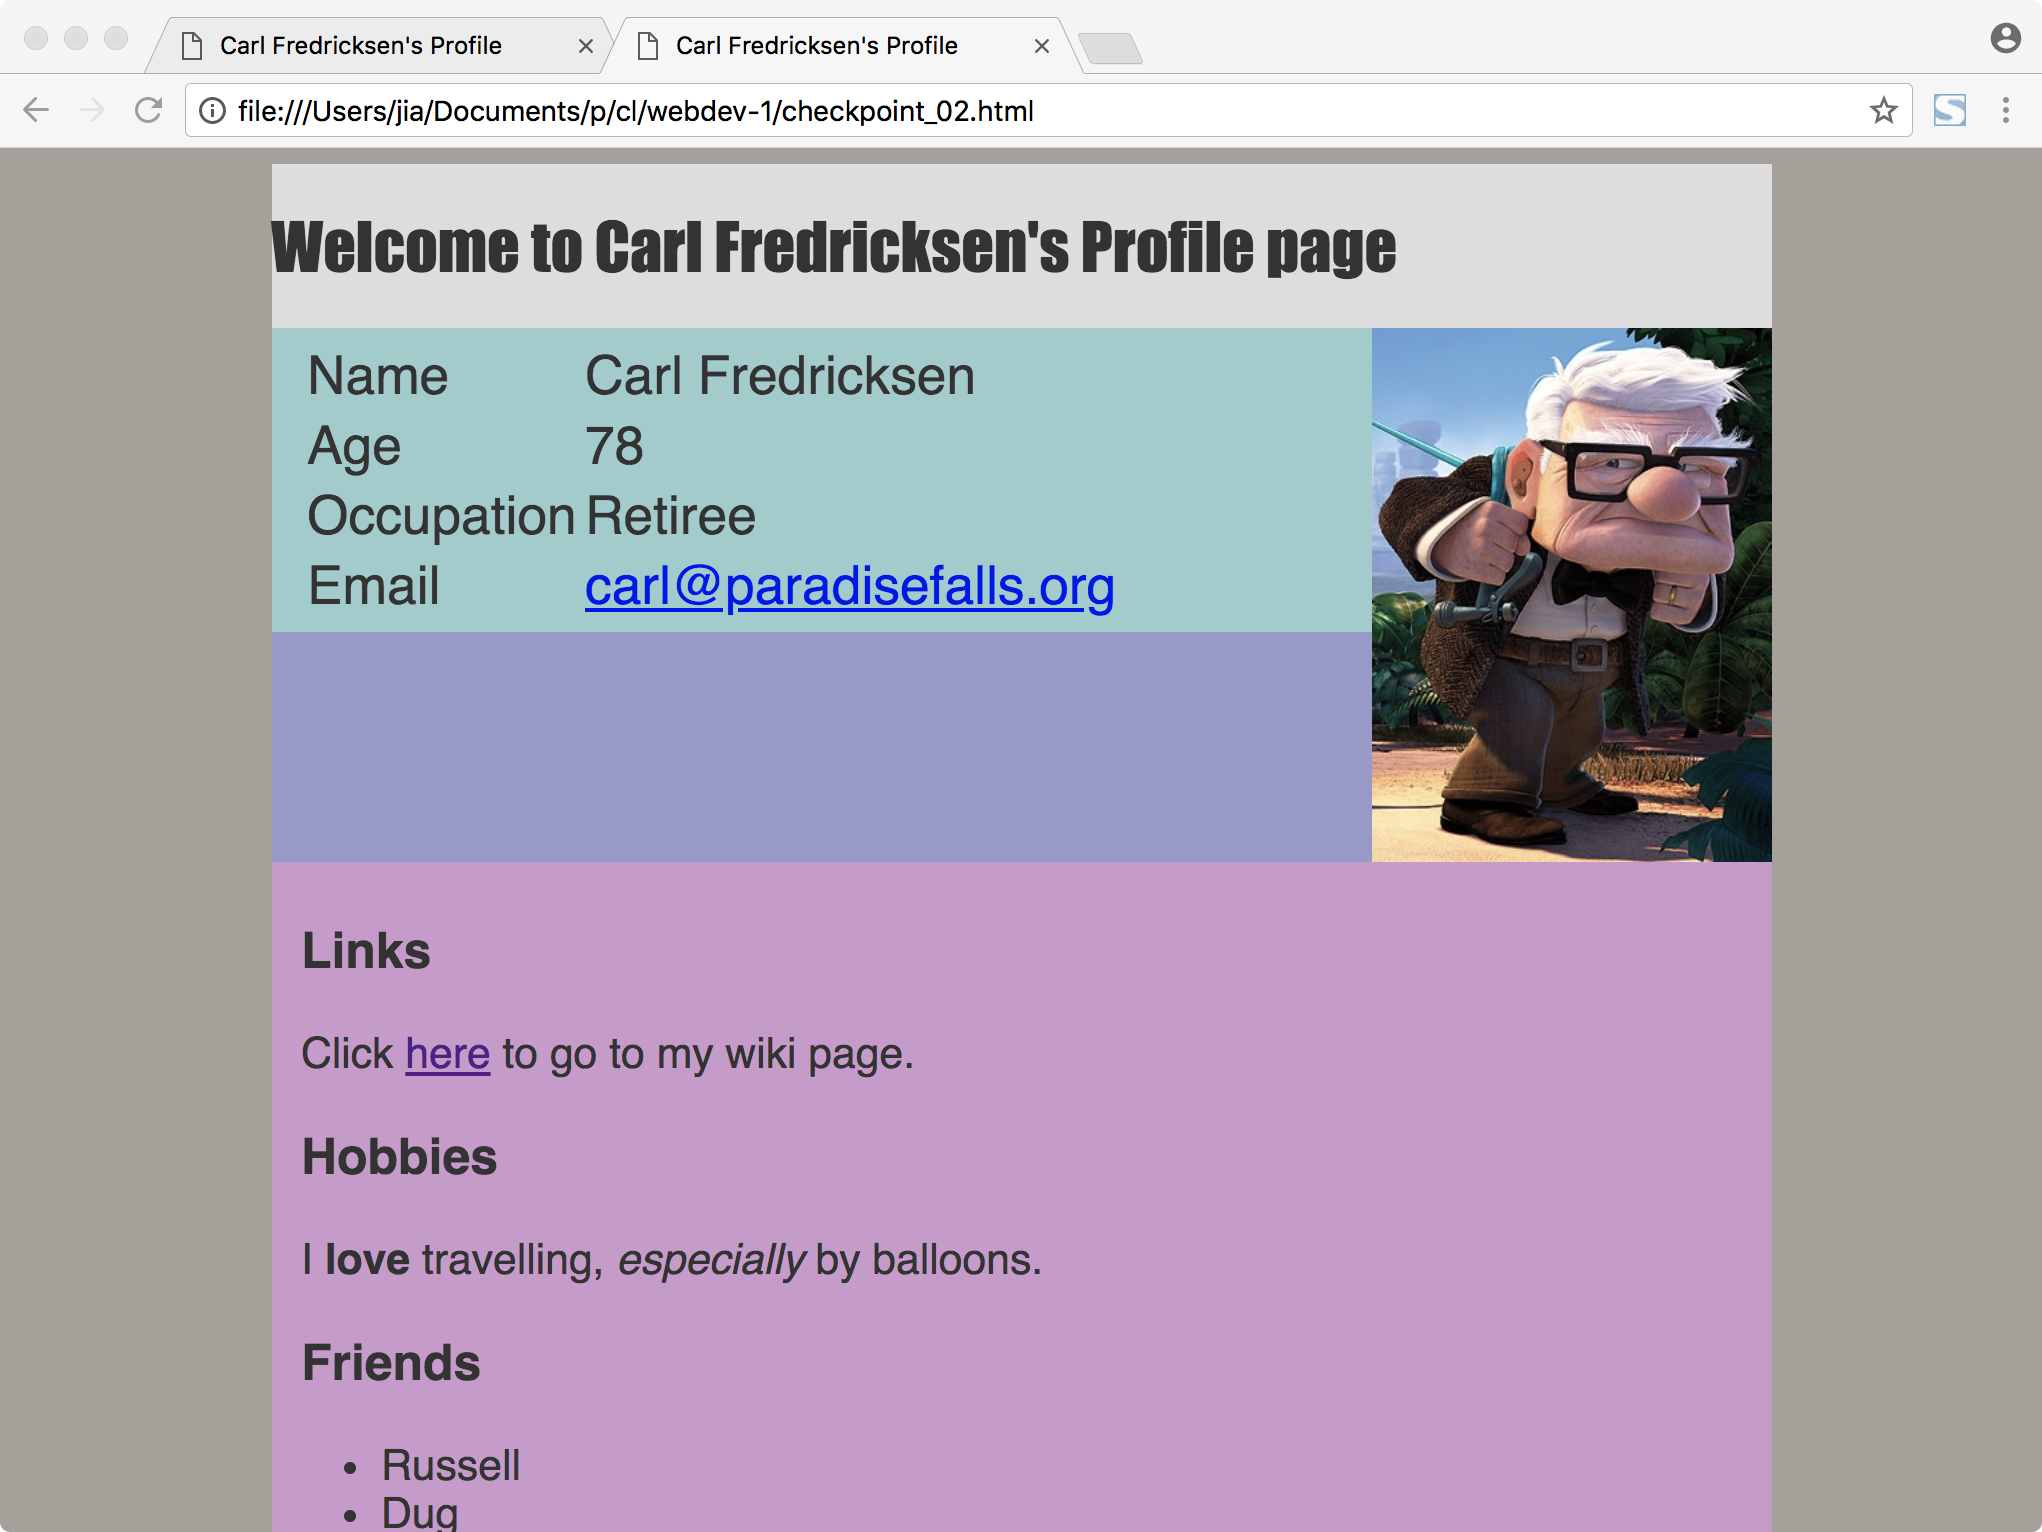 Carl Fredricksen's Profile
Carl Fredricksen's Profile
file:///Users/jia/Documents/p/cl/webdev-1/checkpoint_02.html
Welcome to Carl Fredricksen's Profile page
Name Carl Fredricksen
Age 78
Occupation Retiree
Email carl@paradisefalls.org
Links
Click here to go to my wiki page.
Hobbies
I love travelling, especially by balloons.
Friends
• Russell
• Dug